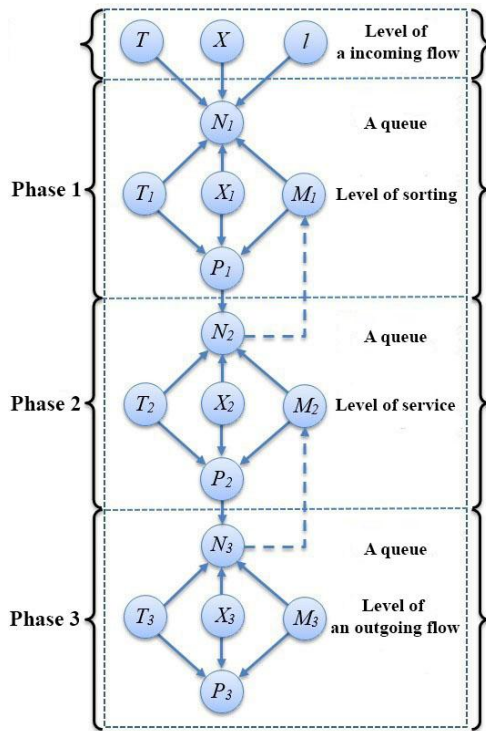 T X l Level of
a incoming flow
N1 A queue
Phase 1 T1 X1 M1 Level of sorting
P1
N2 A queue
Phase 2 T2 X2 M2 Level of service
P2
N3 A queue
Level of
Phase 3 T3 X3 M3 an outgoing flow
P3